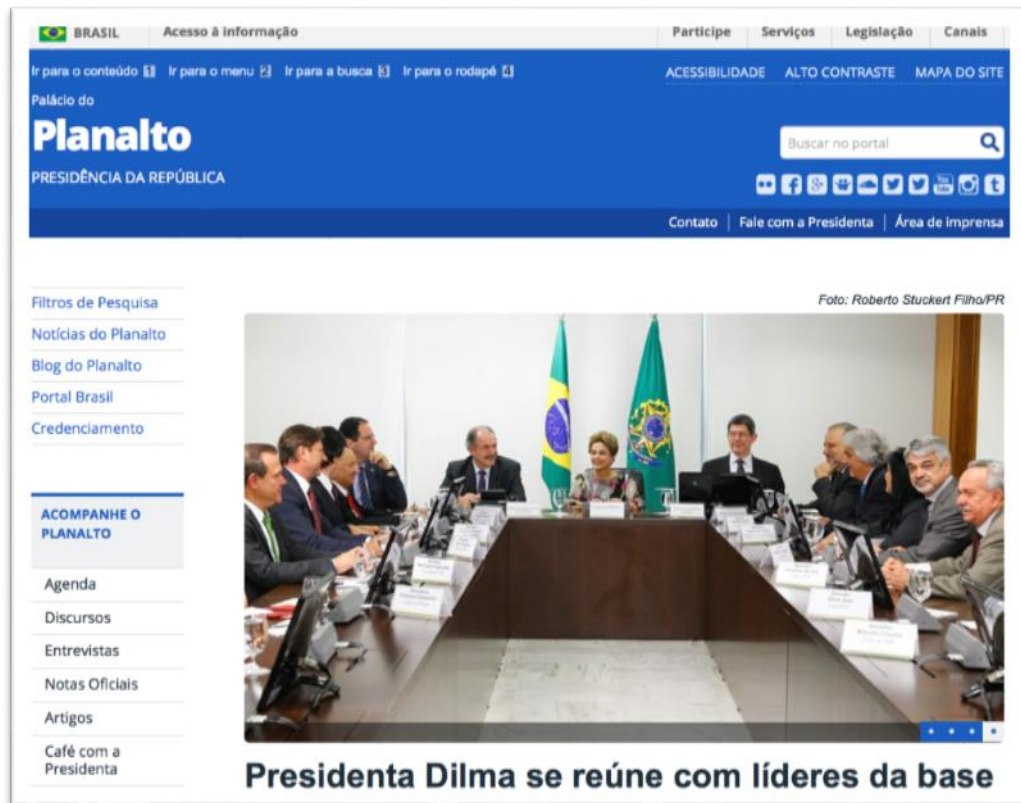 BRASIL Acesso à informação Participe Serviços Legislação Canais
Ir para o conteúdo 1 Ir para o menu 2 Ir para a busca 3 Ir para o rodapé 4 ACESSIBILIDADE ALTO CONTRASTE MAPA DO SITE
Palácio do
Planalto
PRESIDÊNCIA DA REPÚBLICA
Buscar no portal
Contato Fale com a Presidenta Área de imprensa
Filtros de Pesquisa
Notícias do Planalto
Blog do Planalto
Portal Brasil
Credenciamento
ACOMPANHE O
PLANALTO
Agenda
Discursos
Entrevistas
Notas Oficiais
Artigos
Café com a
Presidenta
Foto: Roberto Stuckert Filho/PR
Presidenta Dilma se reúne com líderes da base